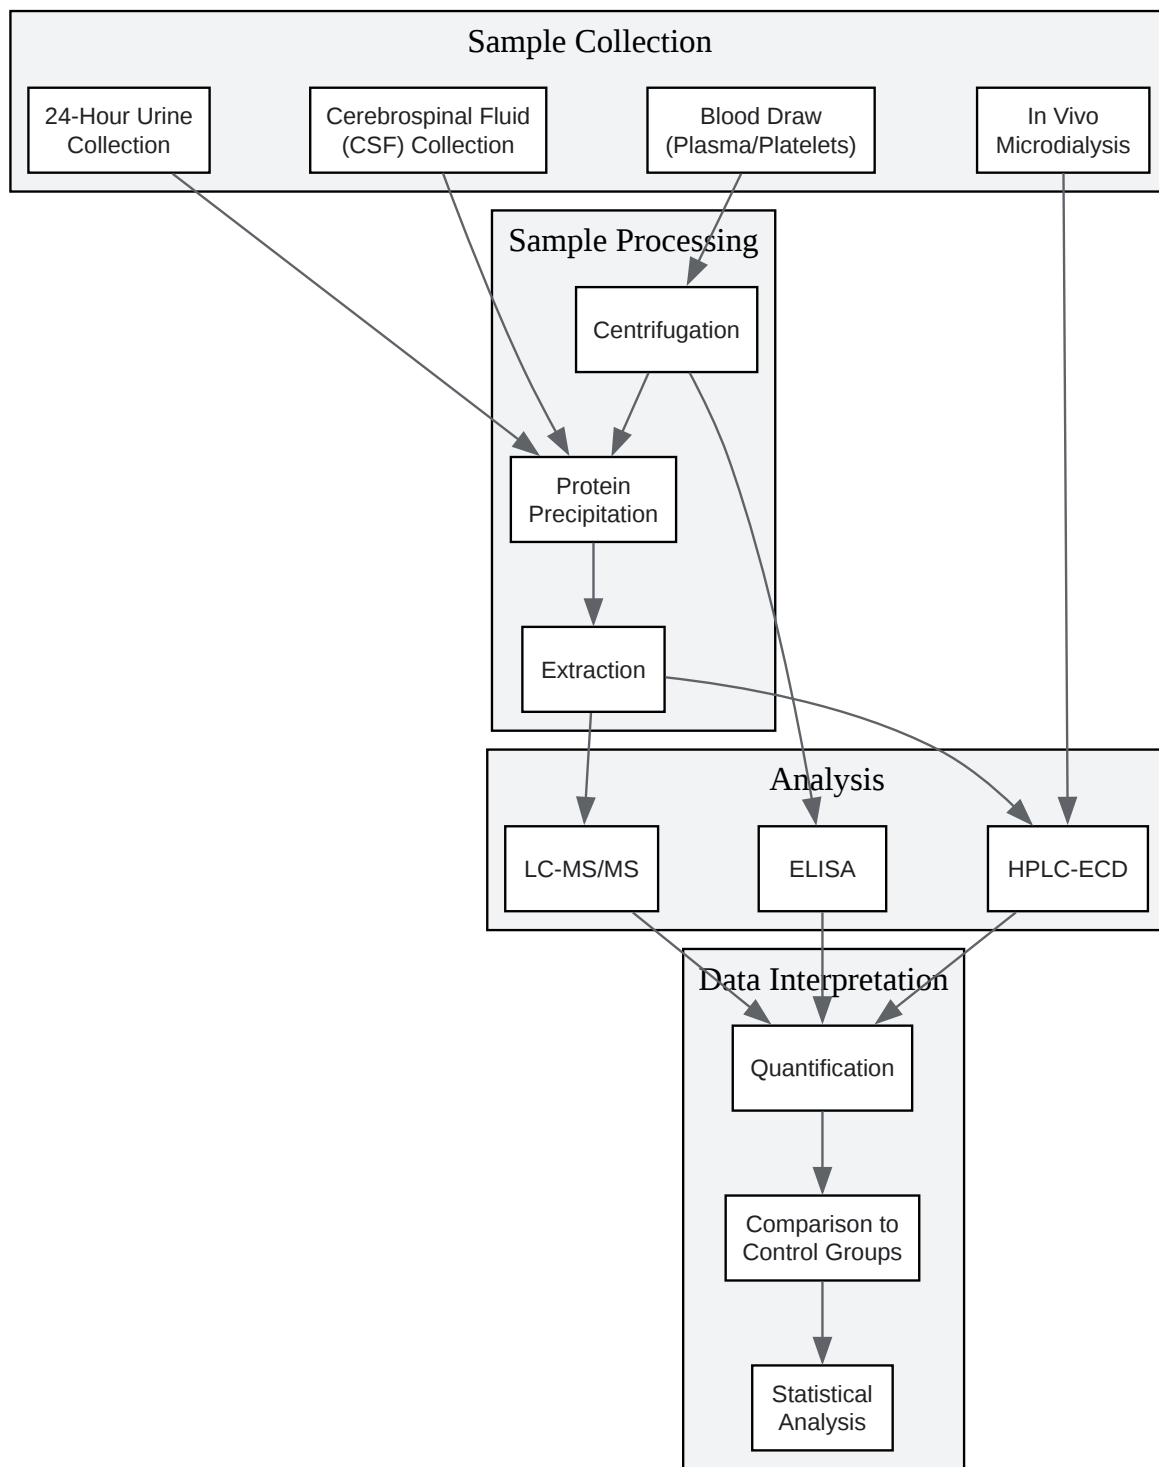 Sample Collection
24-Hour Urine
Collection
Cerebrospinal Fluid
(CSF) Collection
Blood Draw
(Plasma/Platelets)
In Vivo
Microdialysis
Sample Processing
Centrifugation
Protein
Precipitation
Extraction
Analysis
LC-MS/MS
ELISA
HPLC-ECD
Data Interpretation
Quantification
Comparison to
Control Groups
Statistical
Analysis